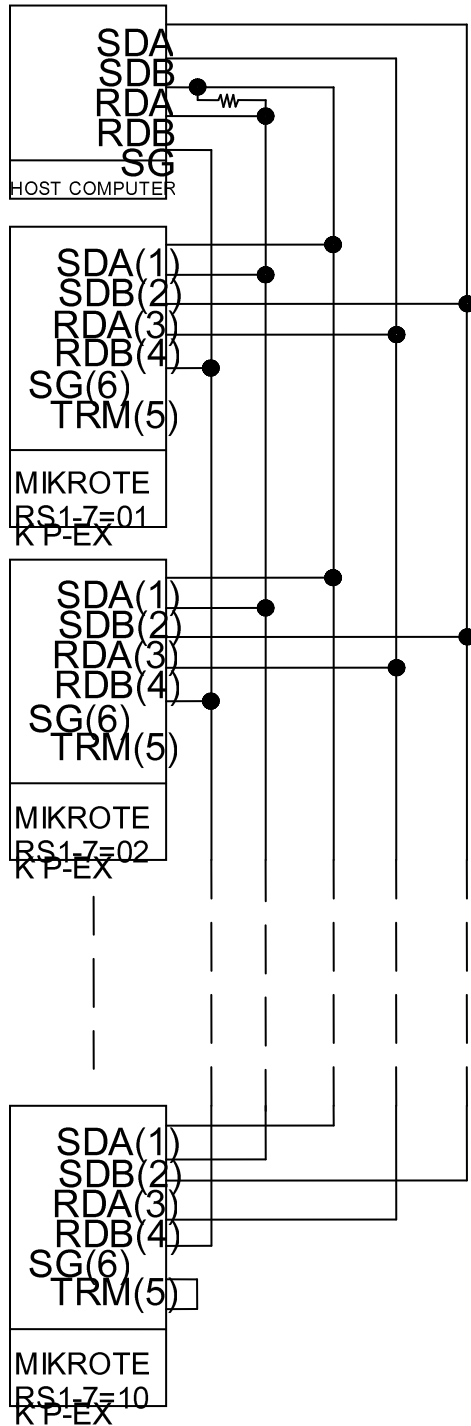 SDA
SDB
RDA
RDB
SG
HOST COMPUTER
SDA(1)
SDB(2)
RDA(3)
RDB(4)
SG(6)
TRM(5)
MIKROTE
RS1-7=01
K P-EX
SDA(1)
SDB(2)
RDA(3)
RDB(4)
SG(6)
TRM(5)
MIKROTE
RS1-7=02
K P-EX
SDA(1)
SDB(2)
RDA(3)
RDB(4)
SG(6)
TRM(5)
MIKROTE
RS1-7=10
K P-EX